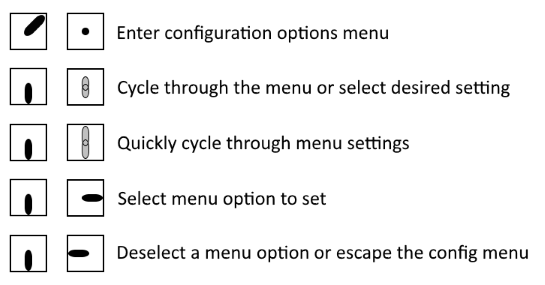 Enter configuration options menu
Cycle through the menu or select desired setting
Quickly cycle through menu settings
Select menu option to set
Deselect a menu option or escape the config menu